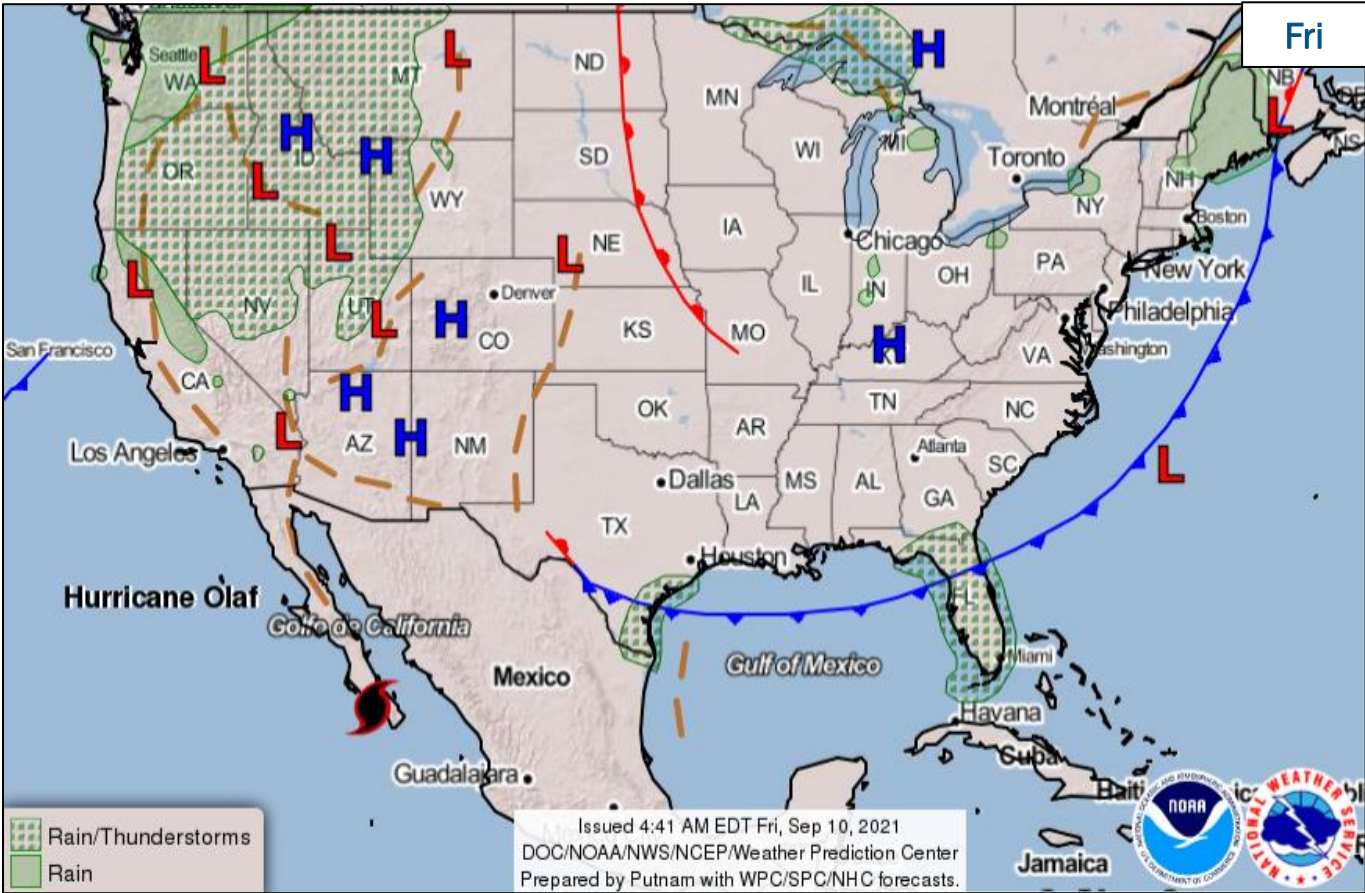 Fri
Seattle
WA
MT
ND
MN
NB
Montréal
OR
ID
SD
WI
MI
Toronto
NS
WY
NH
NY
Boston
IA
Chicago
NE
PA
New York
NV
UT
Denver
IL
IN
OH
Philadelphia
CO
KS
MO
San Francisco
CA
KY
VA
Washington
OK
TN
NC
AZ
NM
AR
Atlanta
Los Angeles
SC
Dallas
MS
AL
GA
LA
TX
Houston
Hurricane Olaf
FL
Golfo de California
Mexico
Gulf of Mexico
Miami
Havana
Cuba
Guadalajara
Haiti
Jamaica
Rain/Thunderstorms
Rain
Issued 4:41 AM EDT Fri, Sep 10, 2021
DOC/NOAA/NWS/NCEP/Weather Prediction Center
Prepared by Putnam with WPC/SPC/NHC forecasts.
NOAA
NATIONAL WEATHER SERVICE
H
H
H
H
H
H
H
L
L
L
L
L
L
L
L
L
L